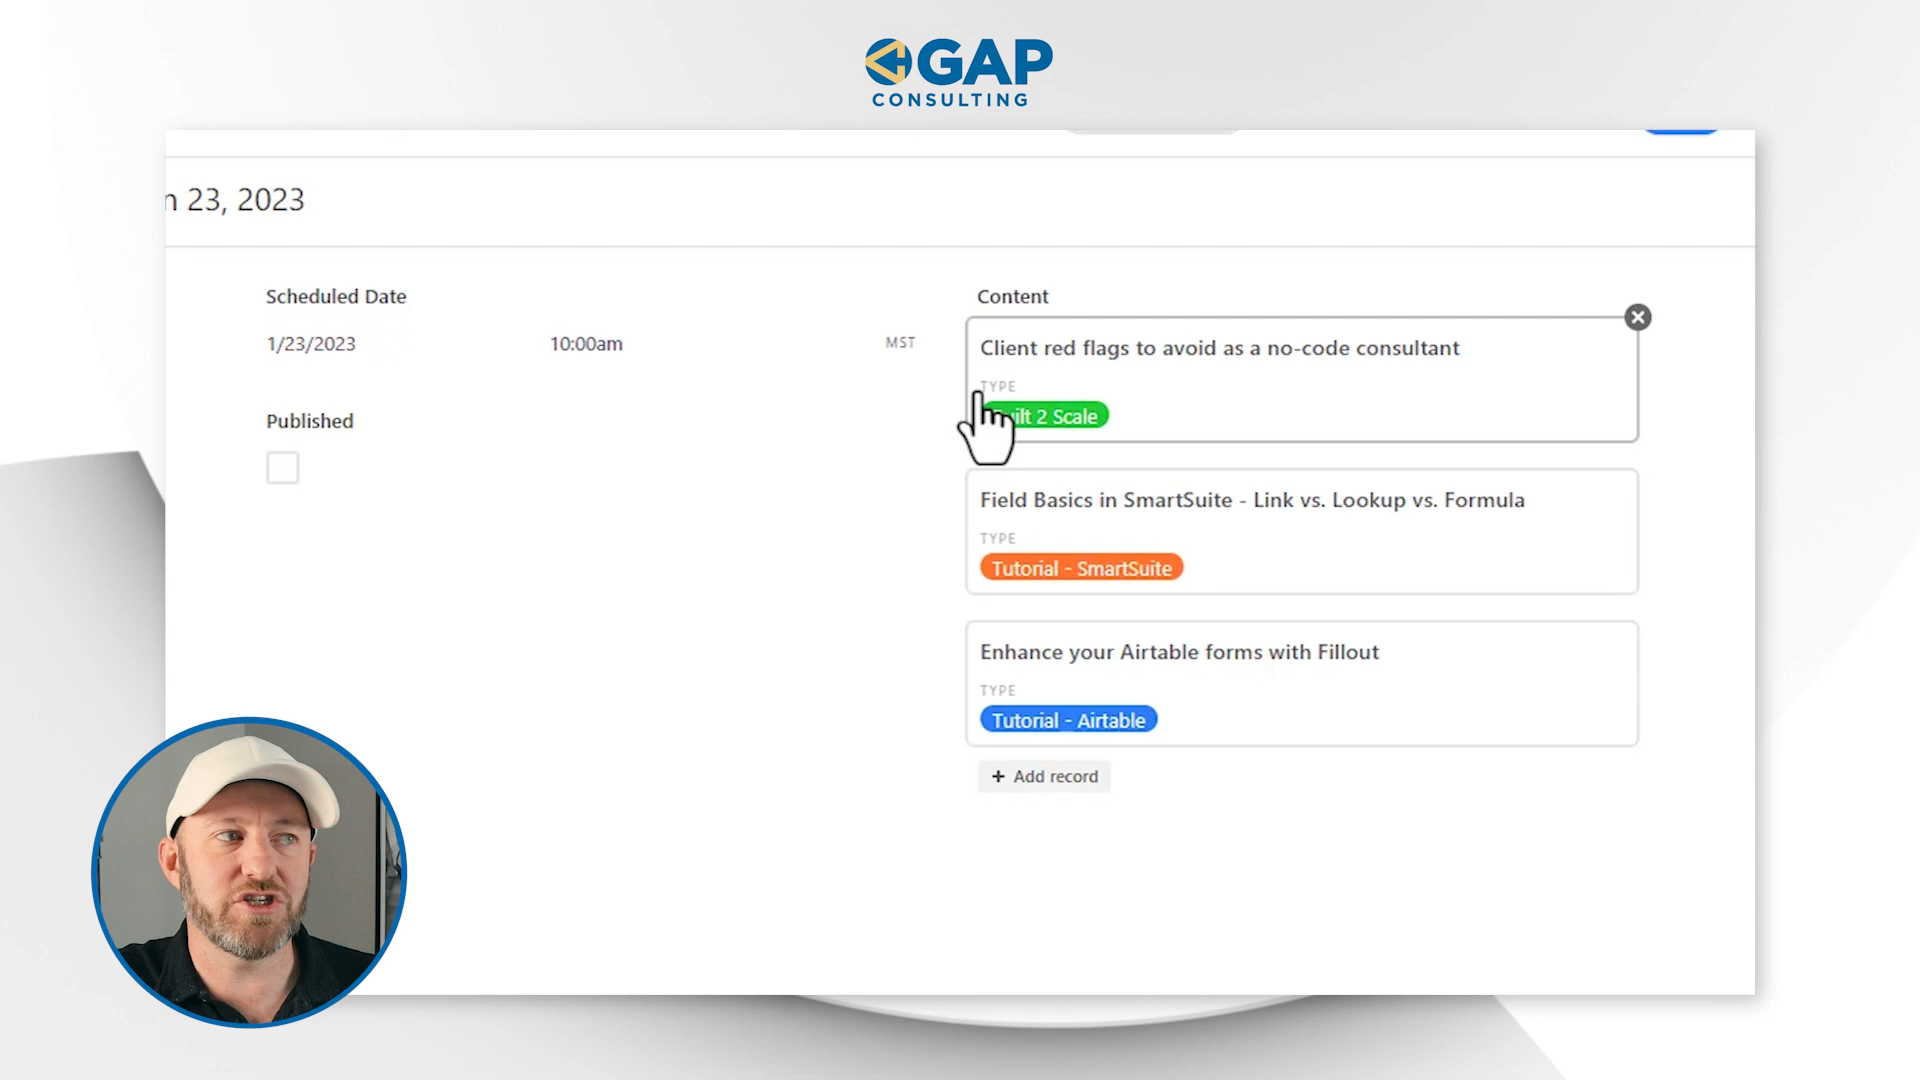 GAP
CONSULTING
n 23, 2023
Scheduled Date
1/23/2023 10:00am MST
Published
Content
Client red flags to avoid as a no-code consultant
TYPE
uilt 2 Scale
Field Basics in SmartSuite - Link vs. Lookup vs. Formula
TYPE
Tutorial - SmartSuite
Enhance your Airtable forms with Fillout
TYPE
Tutorial - Airtable
+ Add record